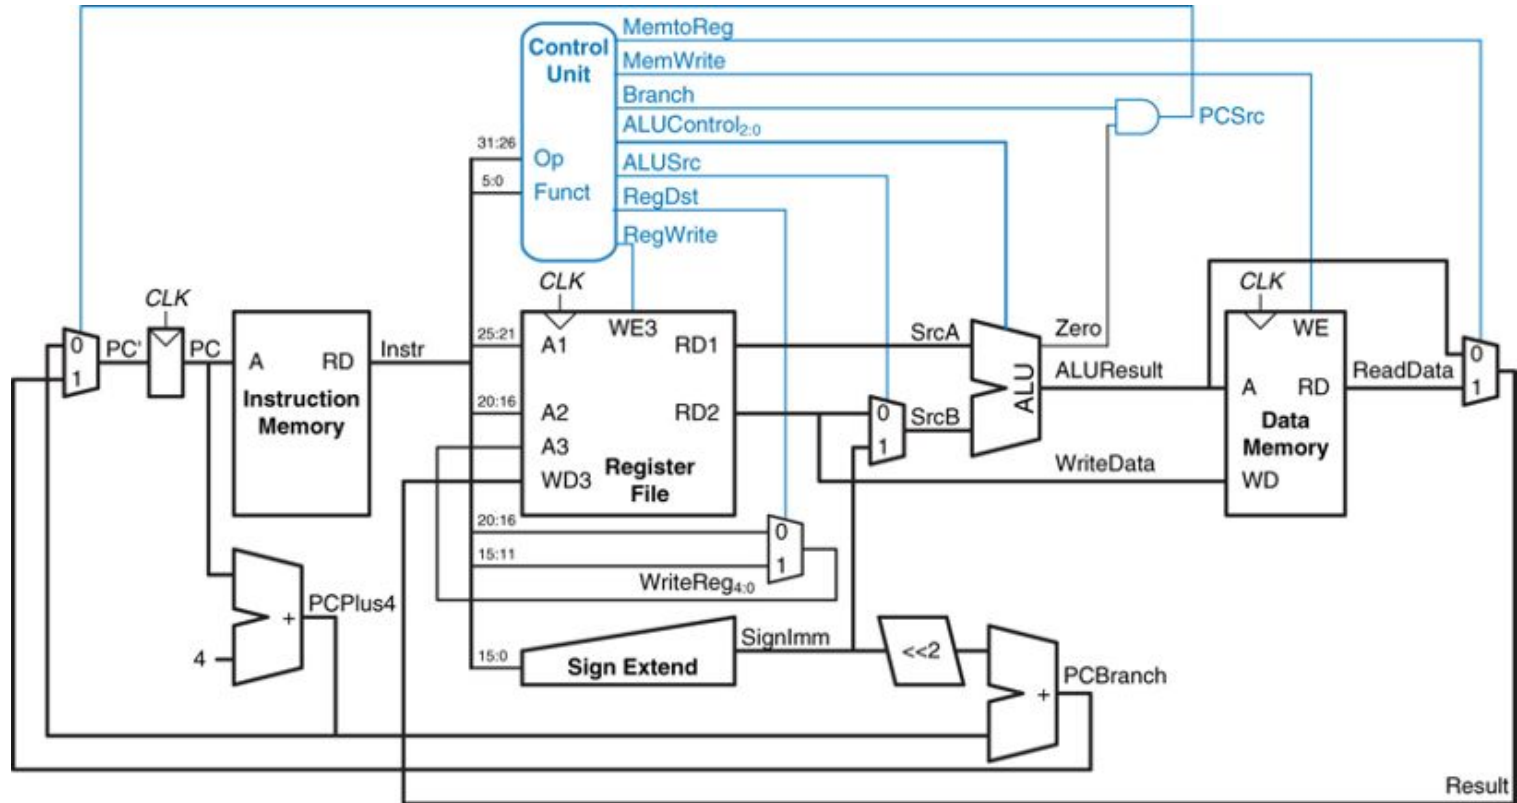 MemtoReg
Control
Unit
MemWrite
Branch
PCSrc
ALUControl2:0
31:26
Op
ALUSrc
5:0
Funct
RegDst
RegWrite
CLK
CLK
CLK
0
1
PC'
PC
A
RD
Instruction
Memory
Instr
25:21
A1
WE3
RD1
SrcA
Zero
WE
0
1
ALU
ALUResult
A
RD
ReadData
Data
Memory
20:16
A2
RD2
0
1
SrcB
A3
WD3
Register
File
WriteData
WD
20:16
0
15:11
1
WriteReg4:0
PCPlus4
+
4
SignImm
15:0
Sign Extend
<<2
PCBranch
+
Result